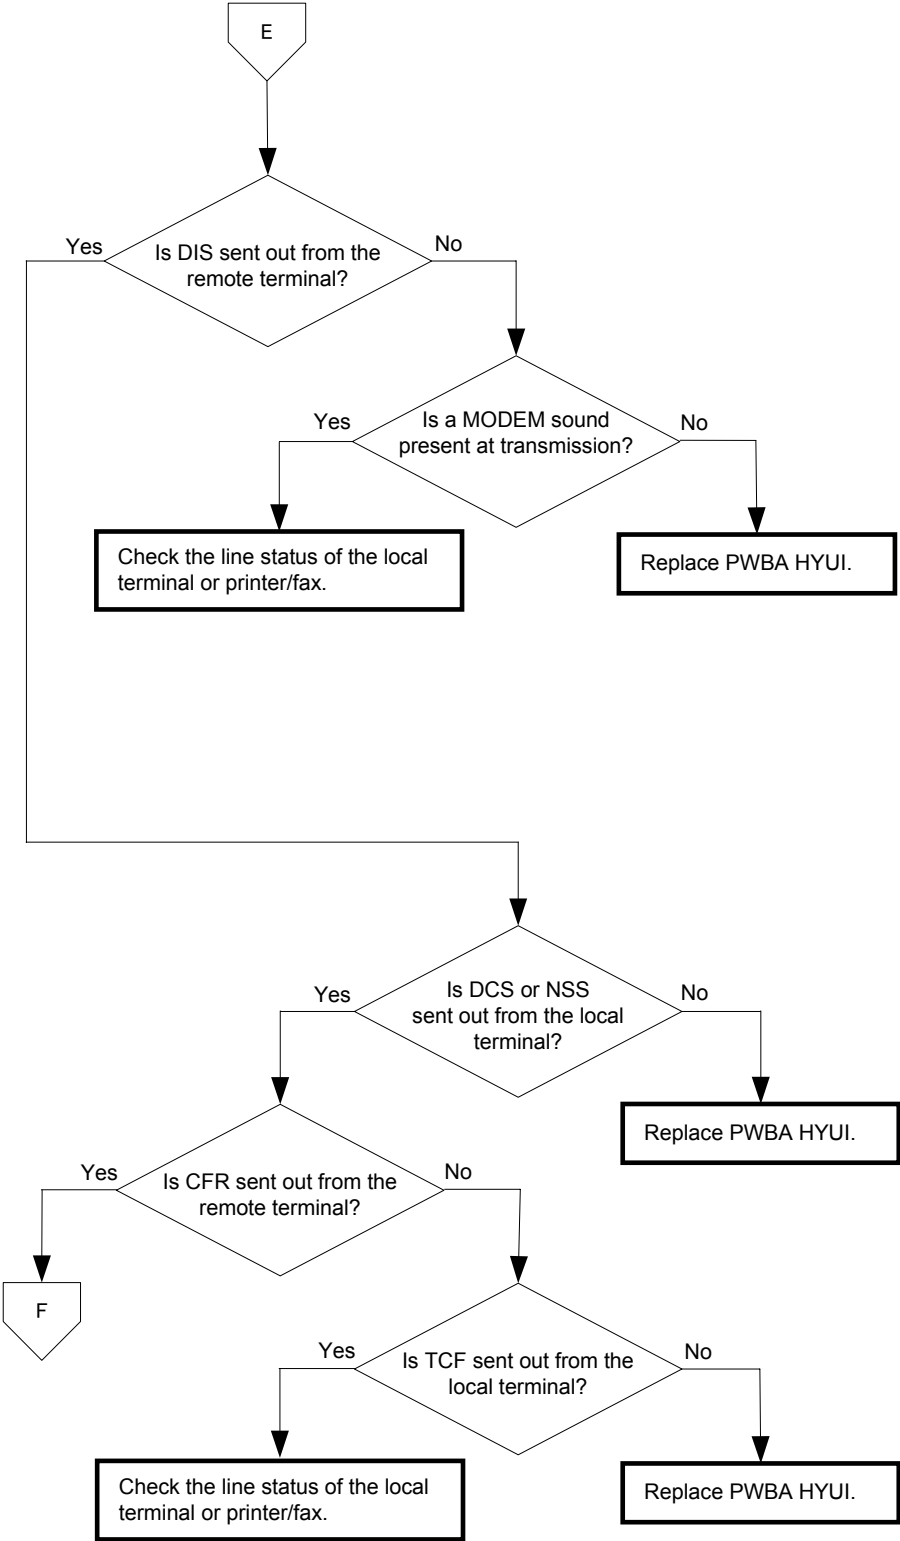 E
Yes
Is DIS sent out from the
remote terminal?
No
Yes
Is a MODEM sound
present at transmission?
No
Check the line status of the local
terminal or printer/fax.
Replace PWBA HYUI.
Yes
Is DCS or NSS
sent out from the local
terminal?
No
Replace PWBA HYUI.
Yes
Is CFR sent out from the
remote terminal?
No
F
Yes
Is TCF sent out from the
local terminal?
No
Check the line status of the local
terminal or printer/fax.
Replace PWBA HYUI.